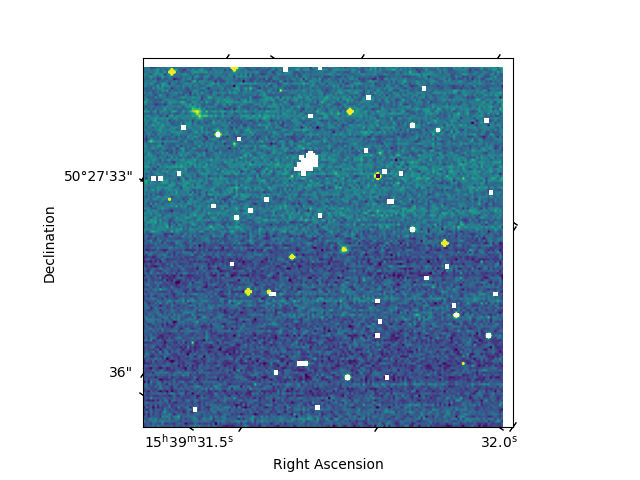 50°27'33"
Declination
36"
15ʰ39ᵐ31.5ˢ
32.0ˢ
Right Ascension